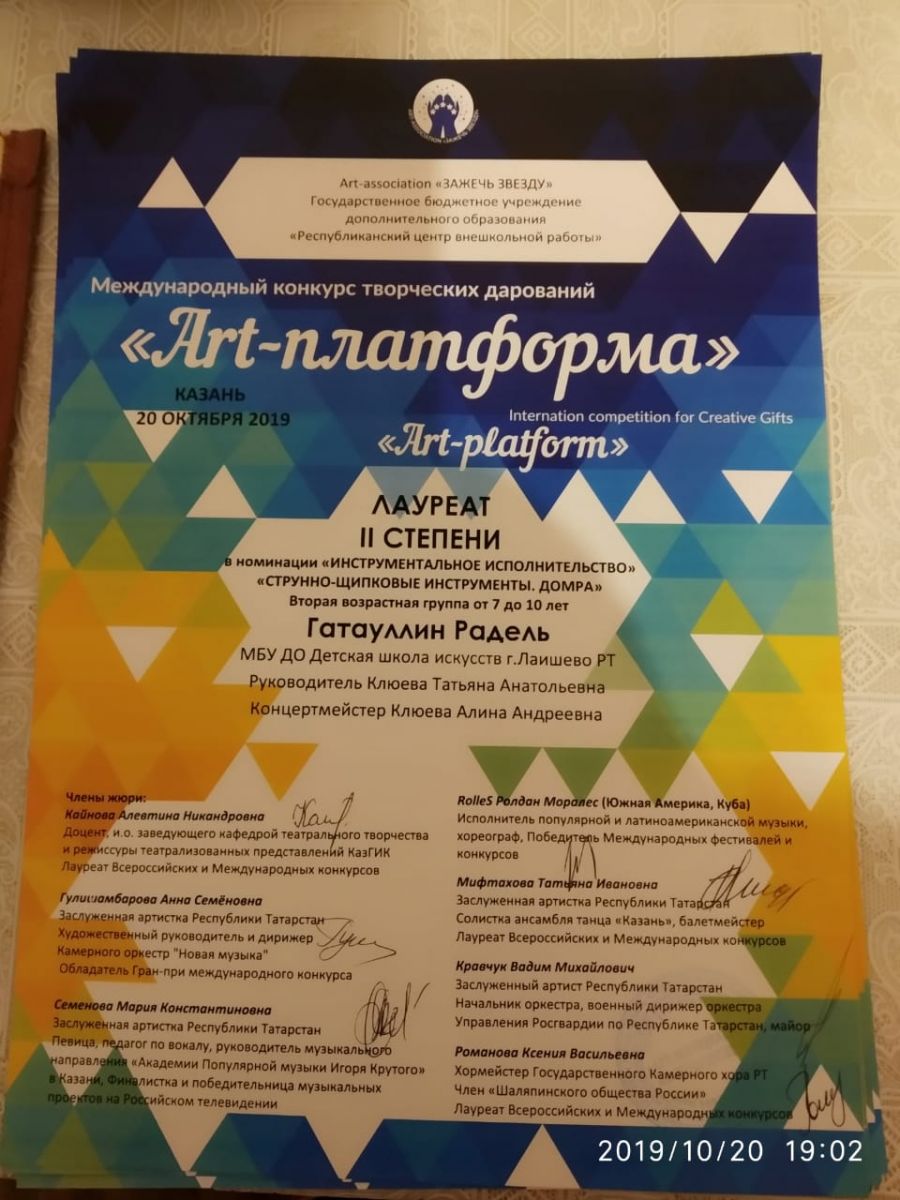 Art-association «ЗАЖЕЧЬ ЗВЕЗДУ»
Государственное бюджетное учреждение
дополнительного образования
«Республиканский центр внешкольной работы»
Международный конкурс творческих дарований
«Art-платформа»
КАЗАНЬ
20 ОКТЯБРЯ 2019
Internation competition for Creative Gifts
«Art-platform»
ЛАУРЕАТ
II СТЕПЕНИ
в номинации «ИНСТРУМЕНТАЛЬНОЕ ИСПОЛНИТЕЛЬСТВО»
«СТРУННО-ЩИПКОВЫЕ ИНСТРУМЕНТЫ. ДОМРА»
Вторая возрастная группа от 7 до 10 лет
Гатауллин Радель
МБУ ДО Детская школа искусств г.Лаишево РТ
Руководитель Клюева Татьяна Анатольевна
Концертмейстер Клюева Алина Андреевна
Члены жюри:
Кайнова Алевтина Никандровна
Доцент, и.о. заведующего кафедрой театрального творчества
и режиссуры театрализованных представлений КазГИК
Лауреат Всероссийских и Международных конкурсов
Гулишамбарова Анна Семёновна
Заслуженная артистка Республики Татарстан
Художественный руководитель и дирижер
Камерного оркестр "Новая музыка"
Обладатель Гран-при международного конкурса
Семенова Мария Константиновна
Заслуженная артистка Республики Татарстан
Певица, педагог по вокалу, руководитель музыкального
направления «Академии Популярной музыки Игоря Крутого»
в Казани, Финалистка и победительница музыкальных
проектов на Российском телевидении
RolleS Ролдан Моралес (Южная Америка, Куба)
Исполнитель популярной и латиноамериканской музыки,
хореограф, Победитель Международных фестивалей и
конкурсов
Мифтахова Татьяна Ивановна
Заслуженная артистка Республики Татарстан
Солистка ансамбля танца «Казань», балетмейстер
Лауреат Всероссийских и Международных конкурсов
Кравчук Вадим Михайлович
Заслуженный артист Республики Татарстан
Начальник оркестра, военный дирижер оркестра
Управления Росгвардии по Республике Татарстан, майор
Романова Ксения Васильевна
Хормейстер Государственного Камерного хора РТ
Член «Шаляпинского общества России»
Лауреат Всероссийских и Международных конкурсов
2019/10/20 19:02